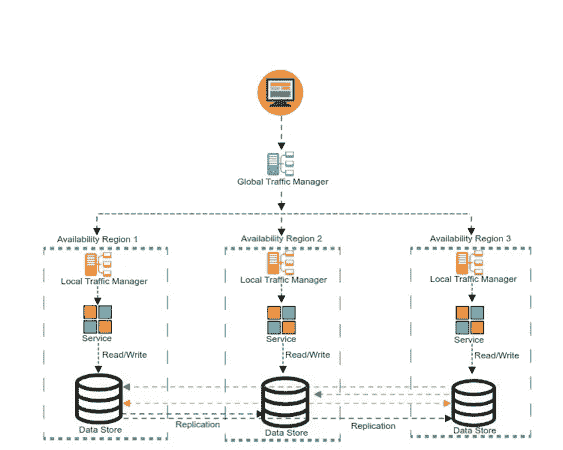 Global Traffic Manager
Availability Region 1
Availability Region 2
Availability Region 3
Local Traffic Manager
Local Traffic Manager
Local Traffic Manager
Service
Service
Service
Read/Write
Read/Write
Read/Write
Data Store
Data Store
Data Store
Replication
Replication